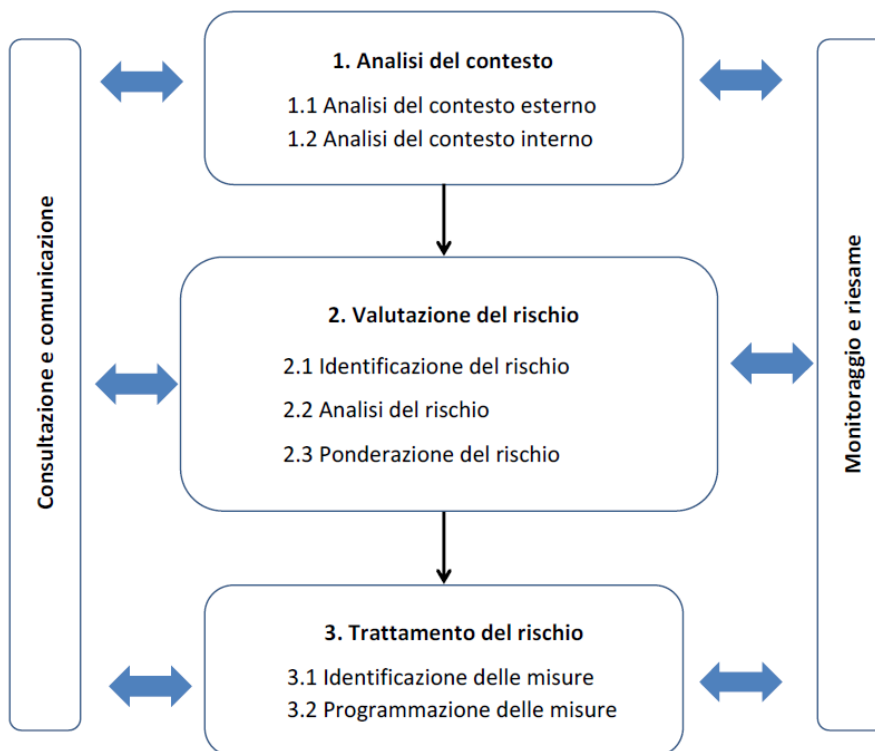 Consultazione e comunicazione
1. Analisi del contesto
1.1 Analisi del contesto esterno
1.2 Analisi del contesto interno
2. Valutazione del rischio
2.1 Identificazione del rischio
2.2 Analisi del rischio
2.3 Ponderazione del rischio
3. Trattamento del rischio
3.1 Identificazione delle misure
3.2 Programmazione delle misure
Monitoraggio e riesame